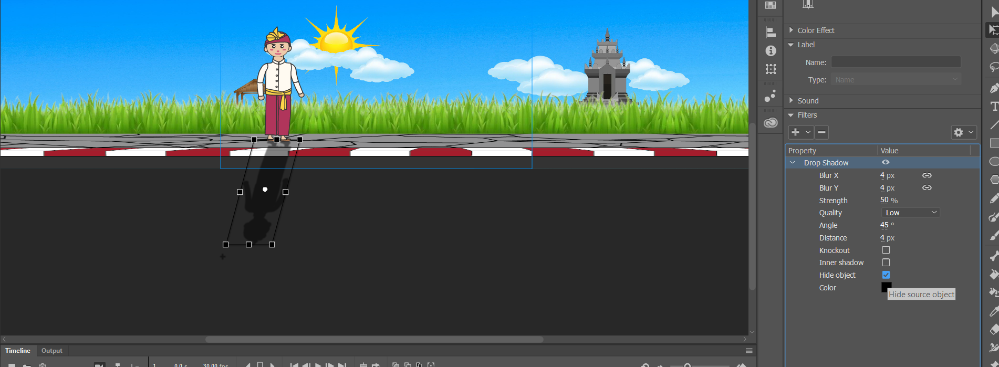 Color Effect
Label
Name:
Type: Name
Sound
Filters
Property Value
Drop Shadow
Blur X 4 px
Blur Y 4 px
Strength 50 %
Quality Low
Angle 45 °
Distance 4 px
Knockout
Inner shadow
Hide object
Color
Hide source object
Timeline Output
1 0.0 s 30.00 fps